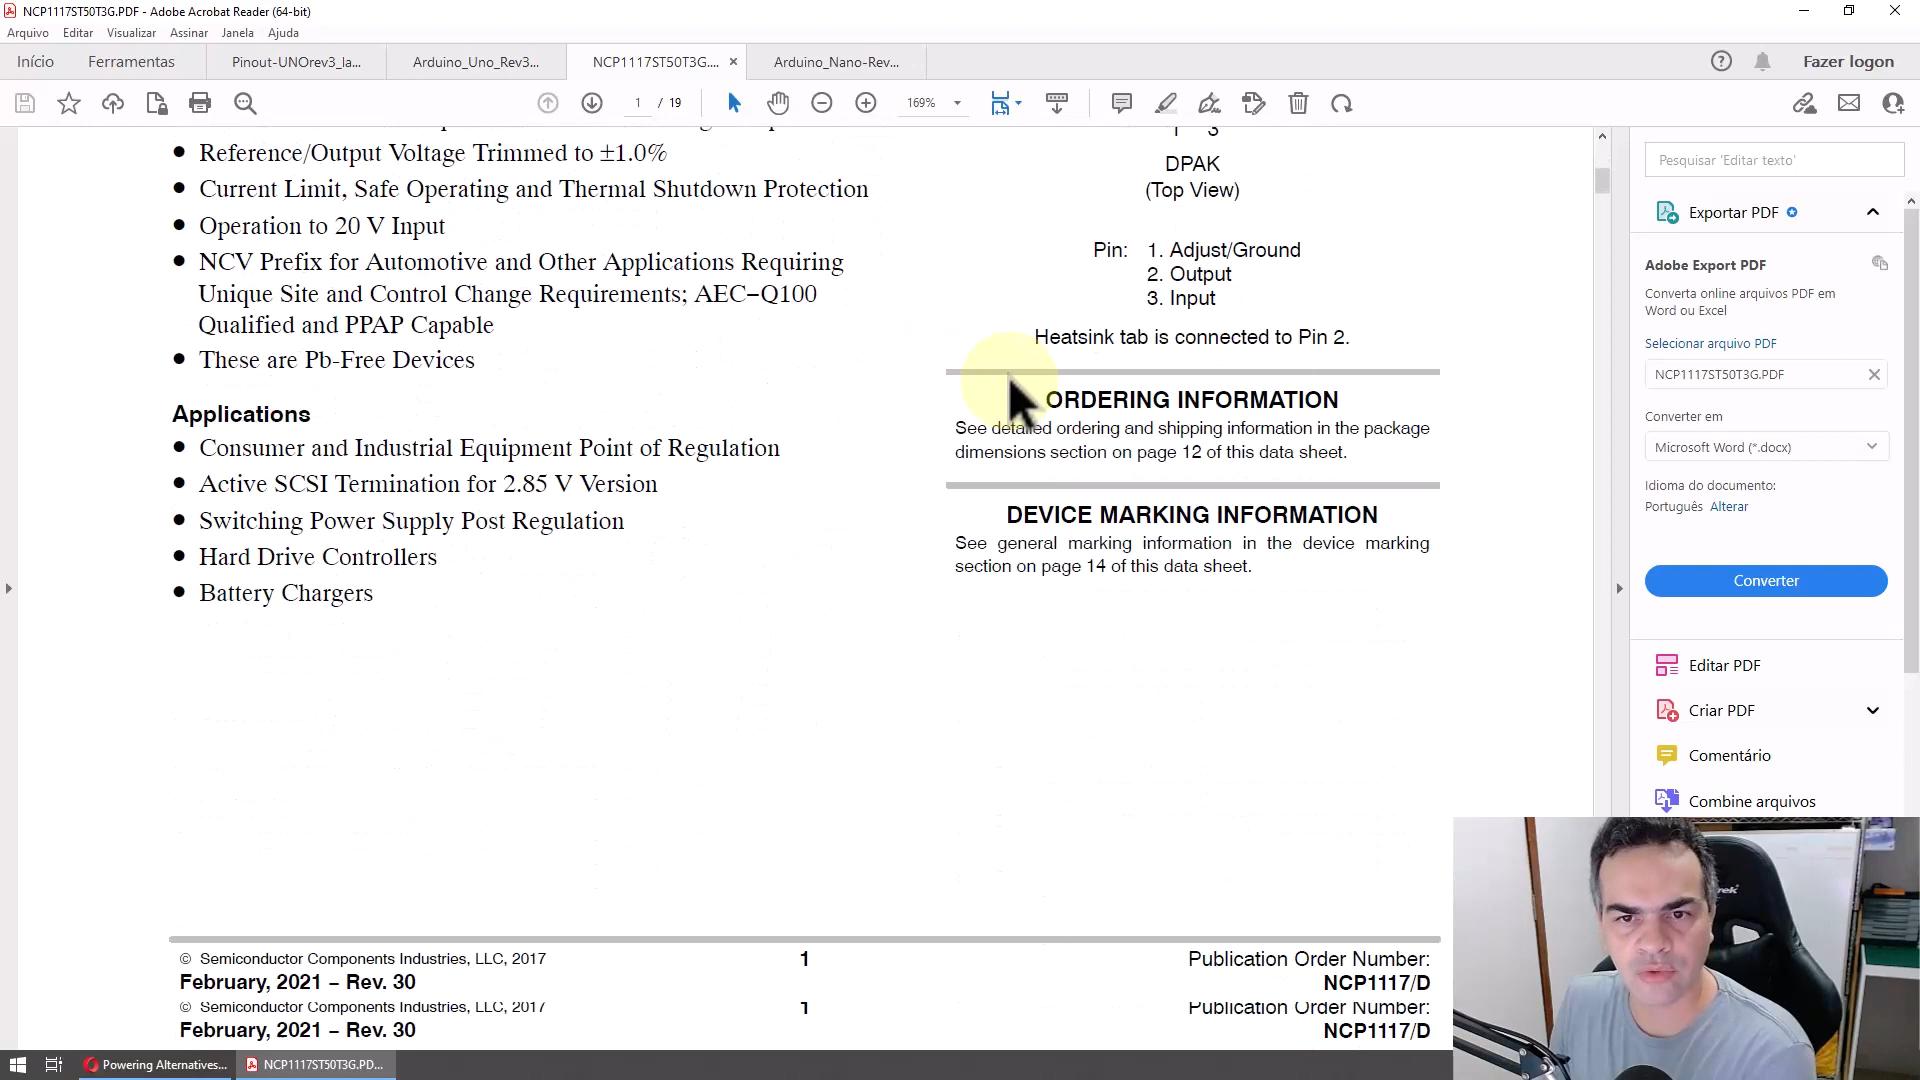 NCP1117ST50T3G.PDF - Adobe Acrobat Reader (64-bit)
Arquivo Editar Visualizar Assinar Janela Ajuda
Início Ferramentas Pinout-UNOrev3_la... Arduino_Uno_Rev3... NCP1117ST50T3G.... Arduino_Nano-Rev... Fazer logon
1 / 19 169%
Reference/Output Voltage Trimmed to ±1.0%
Current Limit, Safe Operating and Thermal Shutdown Protection
Operation to 20 V Input
NCV Prefix for Automotive and Other Applications Requiring
Unique Site and Control Change Requirements; AEC−Q100
Qualified and PPAP Capable
These are Pb-Free Devices
Applications
Consumer and Industrial Equipment Point of Regulation
Active SCSI Termination for 2.85 V Version
Switching Power Supply Post Regulation
Hard Drive Controllers
Battery Chargers
1 3
DPAK
(Top View)
Pin: 1. Adjust/Ground
2. Output
3. Input
Heatsink tab is connected to Pin 2.
ORDERING INFORMATION
See detailed ordering and shipping information in the package
dimensions section on page 12 of this data sheet.
DEVICE MARKING INFORMATION
See general marking information in the device marking
section on page 14 of this data sheet.
© Semiconductor Components Industries, LLC, 2017 1 Publication Order Number:
February, 2021 − Rev. 30 NCP1117/D
© Semiconductor Components Industries, LLC, 2017 1 Publication Order Number:
February, 2021 − Rev. 30 NCP1117/D
Pesquisar 'Editar texto'
Exportar PDF
Adobe Export PDF
Converta online arquivos PDF em
Word ou Excel
Selecionar arquivo PDF
NCP1117ST50T3G.PDF
Converter em
Microsoft Word (*.docx)
Idioma do documento:
Português Alterar
Converter
Editar PDF
Criar PDF
Comentário
Combine arquivos
Powering Alternatives... NCP1117ST50T3G.PD...